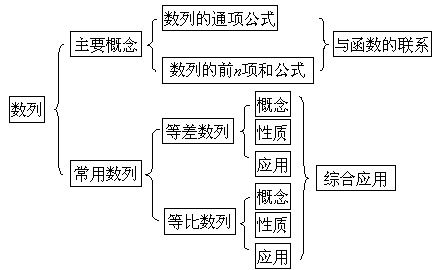 数列的通项公式
主要概念
与函数的联系
数列的前n项和公式
数列
概念
等差数列
性质
应用
常用数列
综合应用
概念
等比数列
性质
应用